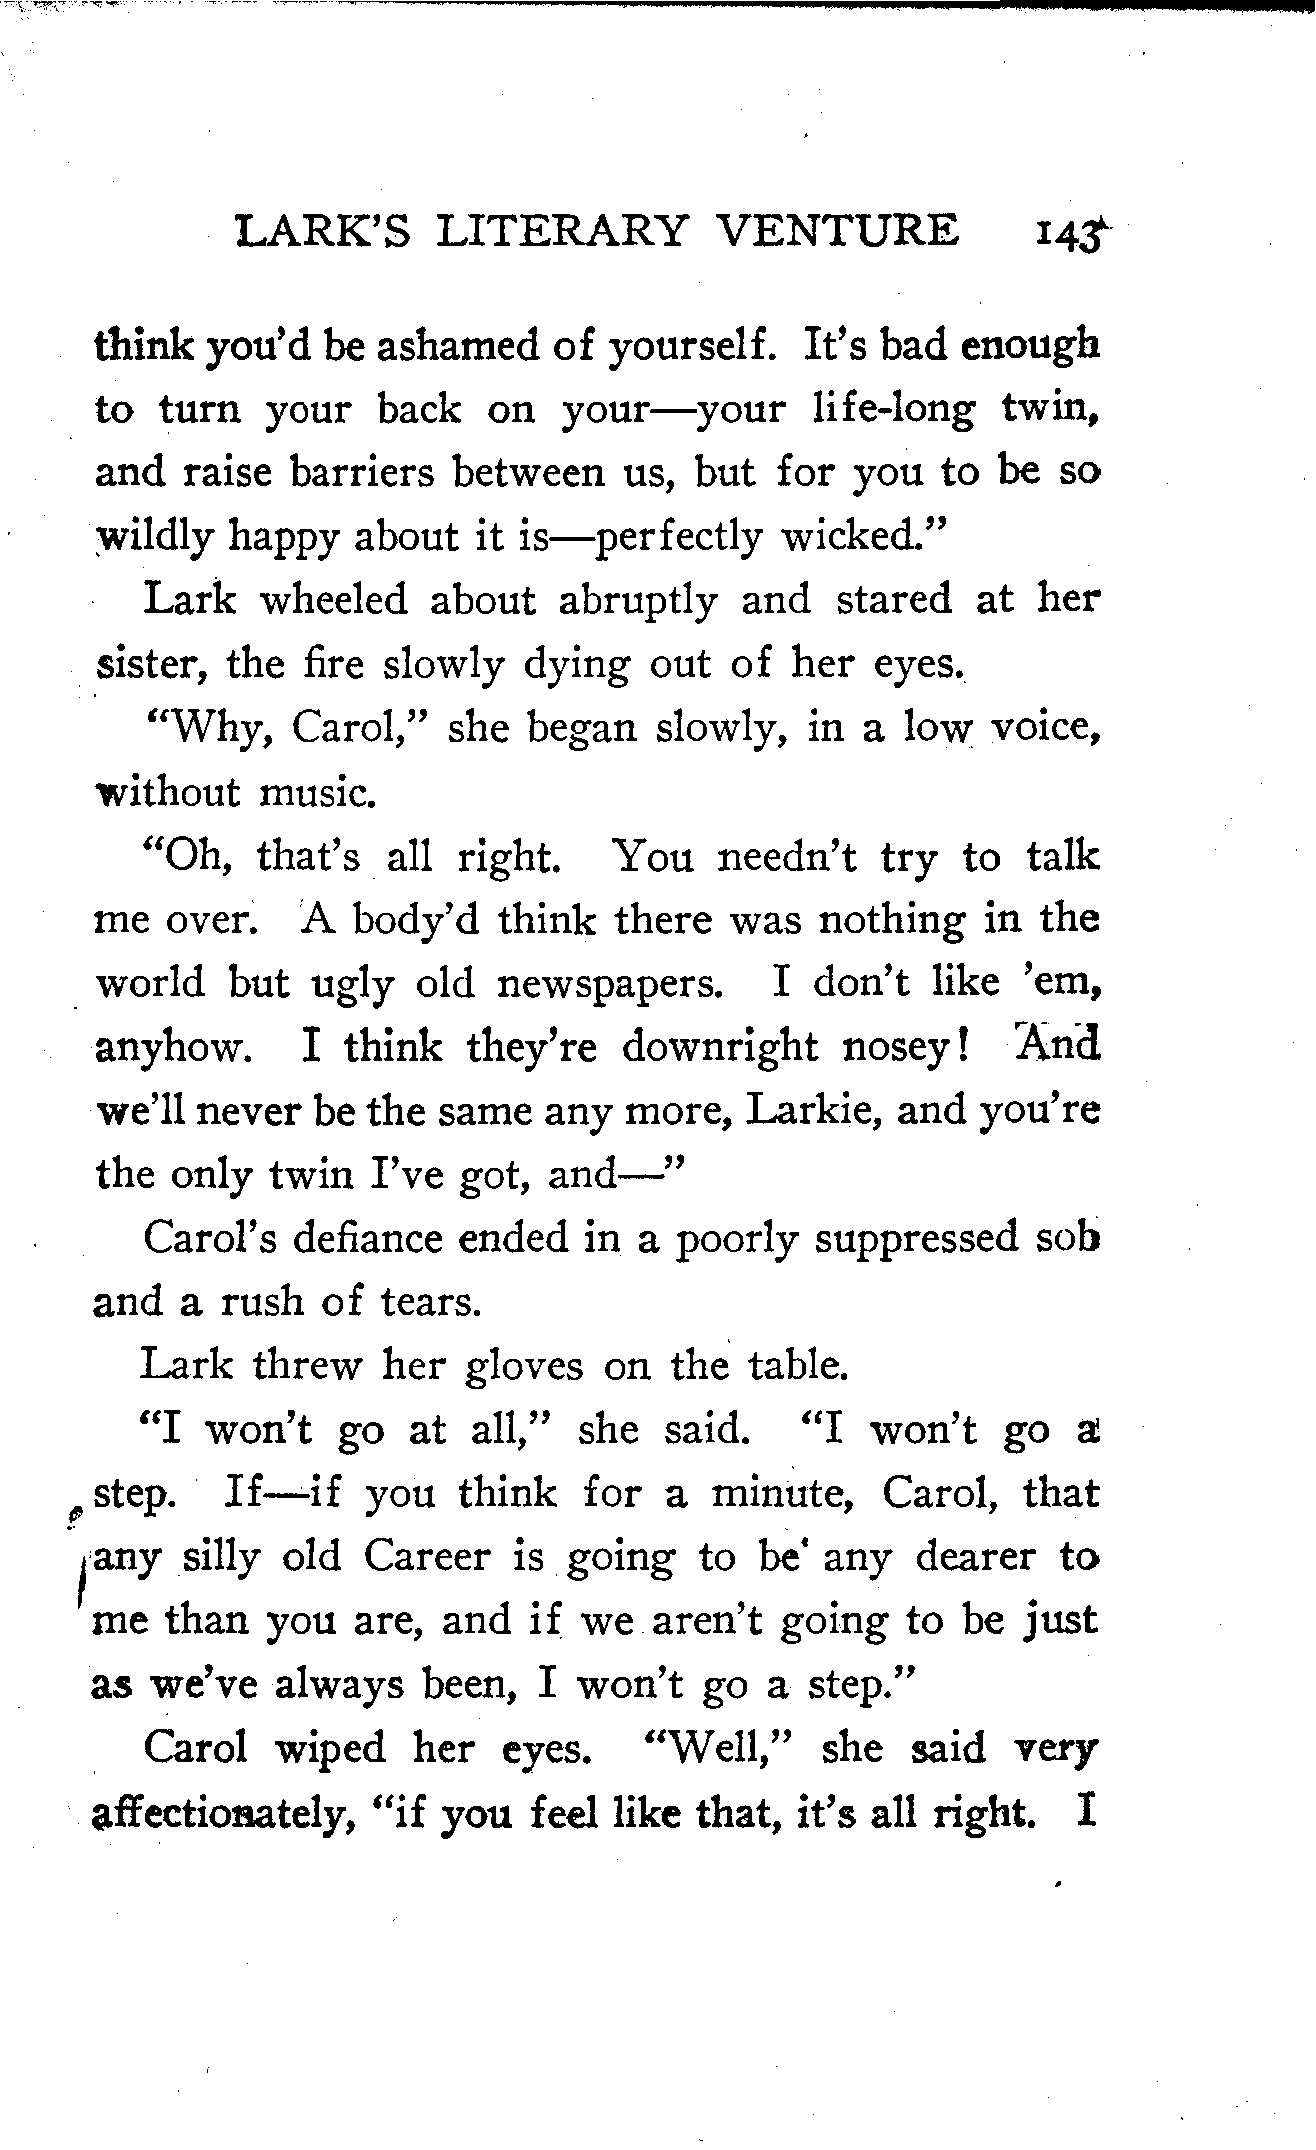 LARK'S LITERARY VENTURE 143
think you'd be ashamed of yourself. It's bad enough
to turn your back on your—your life-long twin,
and raise barriers between us, but for you to be so
wildly happy about it is—perfectly wicked."
Lark wheeled about abruptly and stared at her
sister, the fire slowly dying out of her eyes.
"Why, Carol," she began slowly, in a low voice,
without music.
"Oh, that's all right. You needn't try to talk
me over. A body'd think there was nothing in the
world but ugly old newspapers. I don't like 'em,
anyhow. I think they're downright nosey! And
we'll never be the same any more, Larkie, and you're
the only twin I've got, and—"
Carol's defiance ended in a poorly suppressed sob
and a rush of tears.
Lark threw her gloves on the table.
"I won't go at all," she said. "I won't go a
step. If—if you think for a minute, Carol, that
any silly old Career is going to be any dearer to
me than you are, and if we aren't going to be just
as we've always been, I won't go a step."
Carol wiped her eyes. "Well," she said very
affectionately, "if you feel like that, it's all right. I